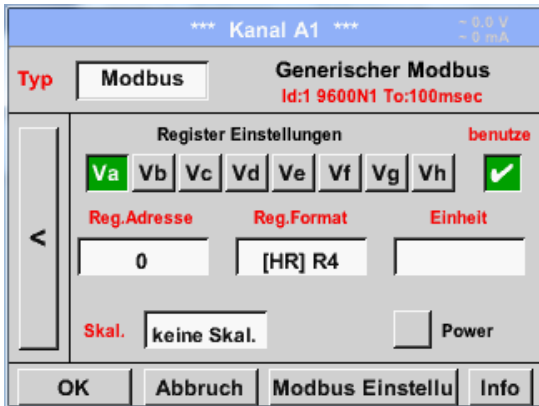 *** Kanal A1 ***
~ 0.0 V
~ 0 mA
Typ
Modbus
Generischer Modbus
Id:1 9600N1 To:100msec
Register Einstellungen
benutze
Va Vb Vc Vd Ve Vf Vg Vh ✔
<
Reg.Adresse Reg.Format Einheit
0 [HR] R4
Skal. keine Skal. Power
OK Abbruch Modbus Einstellu Info